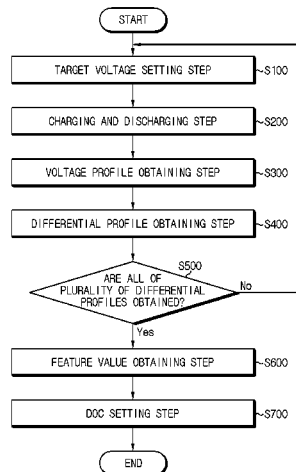 START
TARGET VOLTAGE SETTING STEP S100
CHARGING AND DISCHARGING STEP S200
VOLTAGE PROFILE OBTAINING STEP S300
DIFFERENTIAL PROFILE OBTAINING STEP S400
S500
ARE ALL OF
PLURALITY OF DIFFERENTIAL
PROFILES OBTAINED?
No
Yes
FEATURE VALUE OBTAINING STEP S600
DOC SETTING STEP S700
END